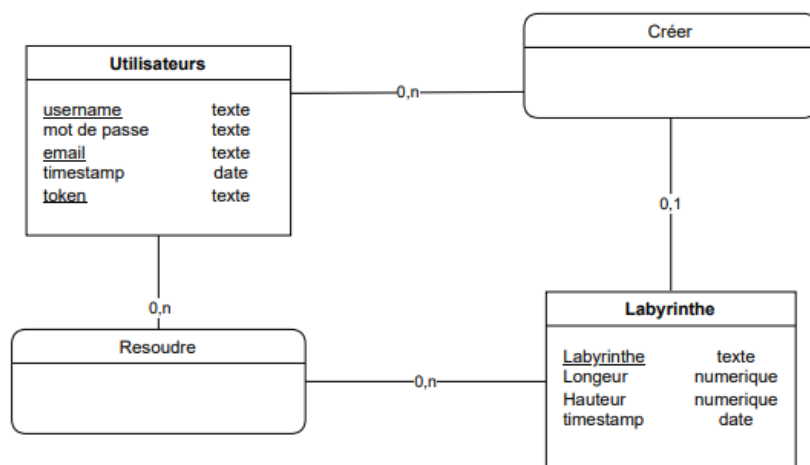 Créer
Utilisateurs
0,n
username texte
mot de passe texte
email texte
timestamp date
token texte
0,1
0,n
Resoudre
0,n
Labyrinthe
Labyrinthe texte
Longeur numerique
Hauteur numerique
timestamp date